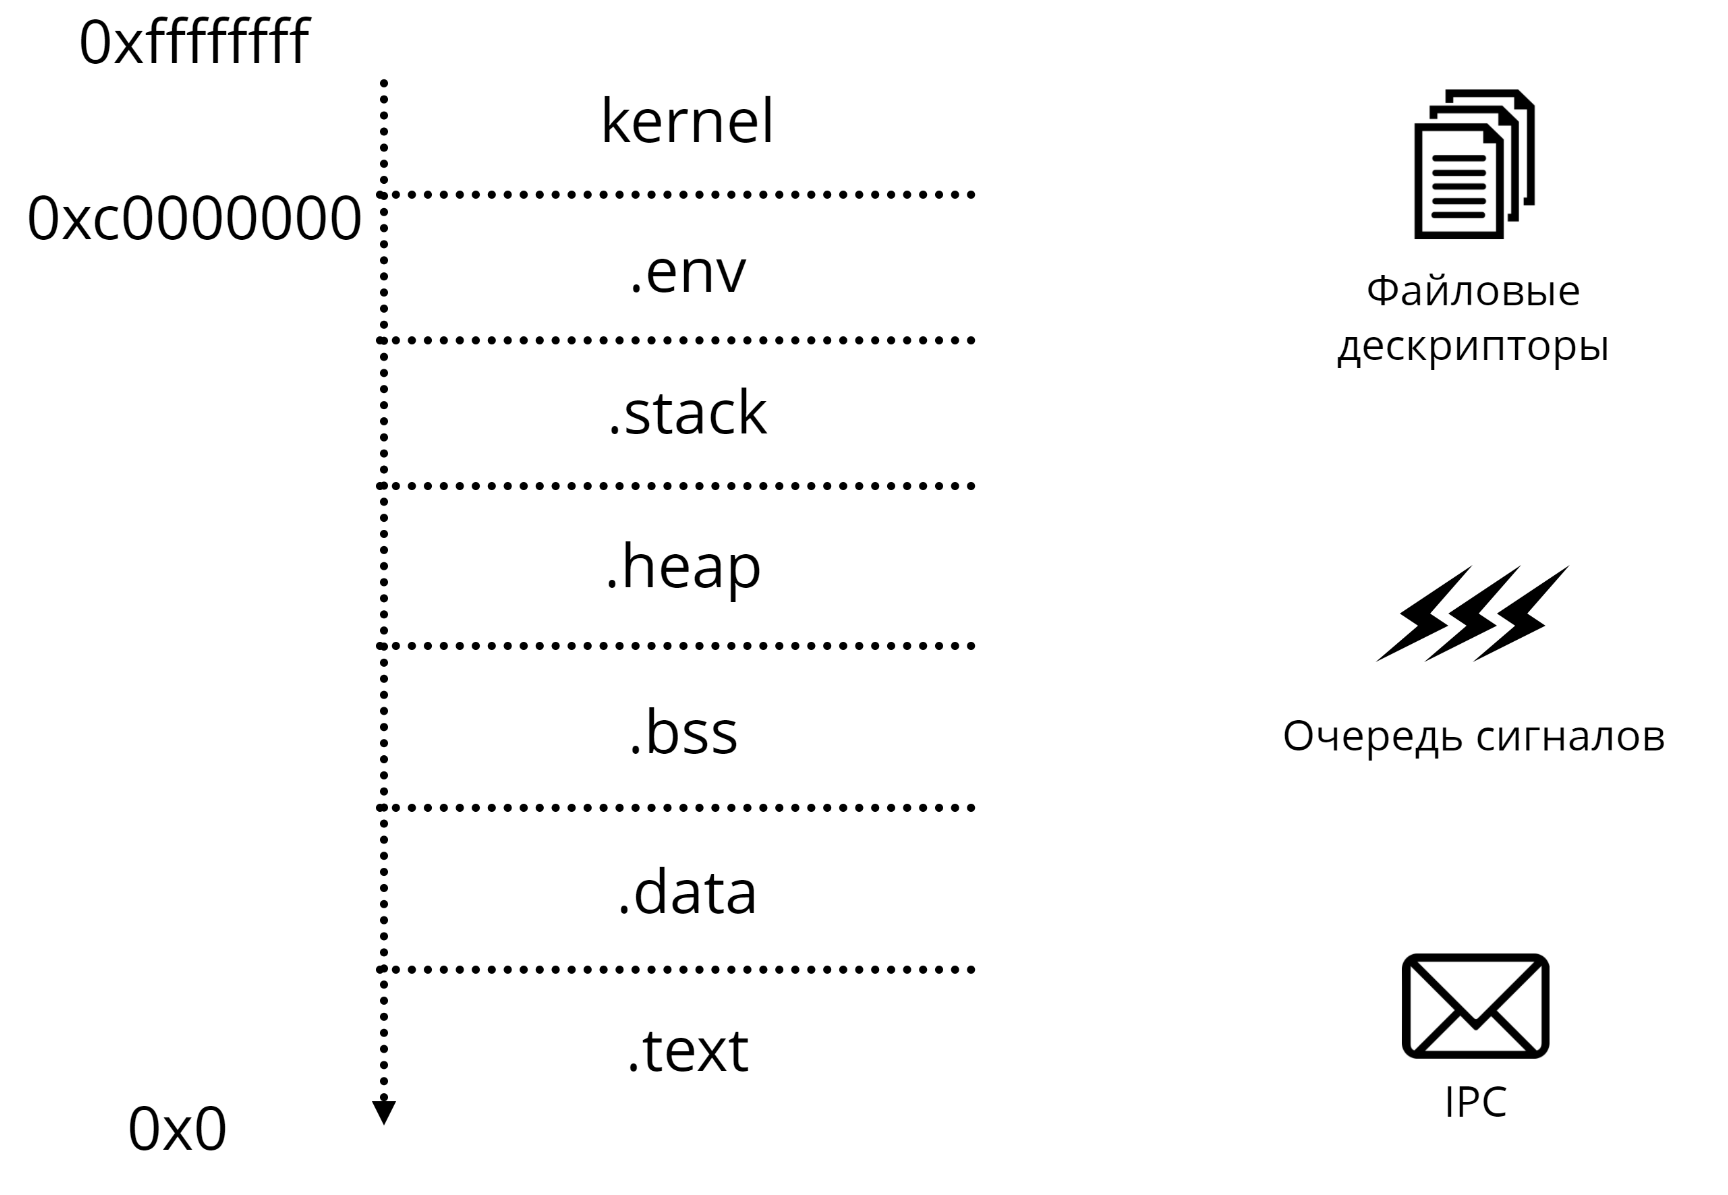 0xffffffff
kernel
0xc0000000
.env
.stack
.heap
.bss
.data
.text
0x0
Файловые
дескрипторы
Очередь сигналов
IPC